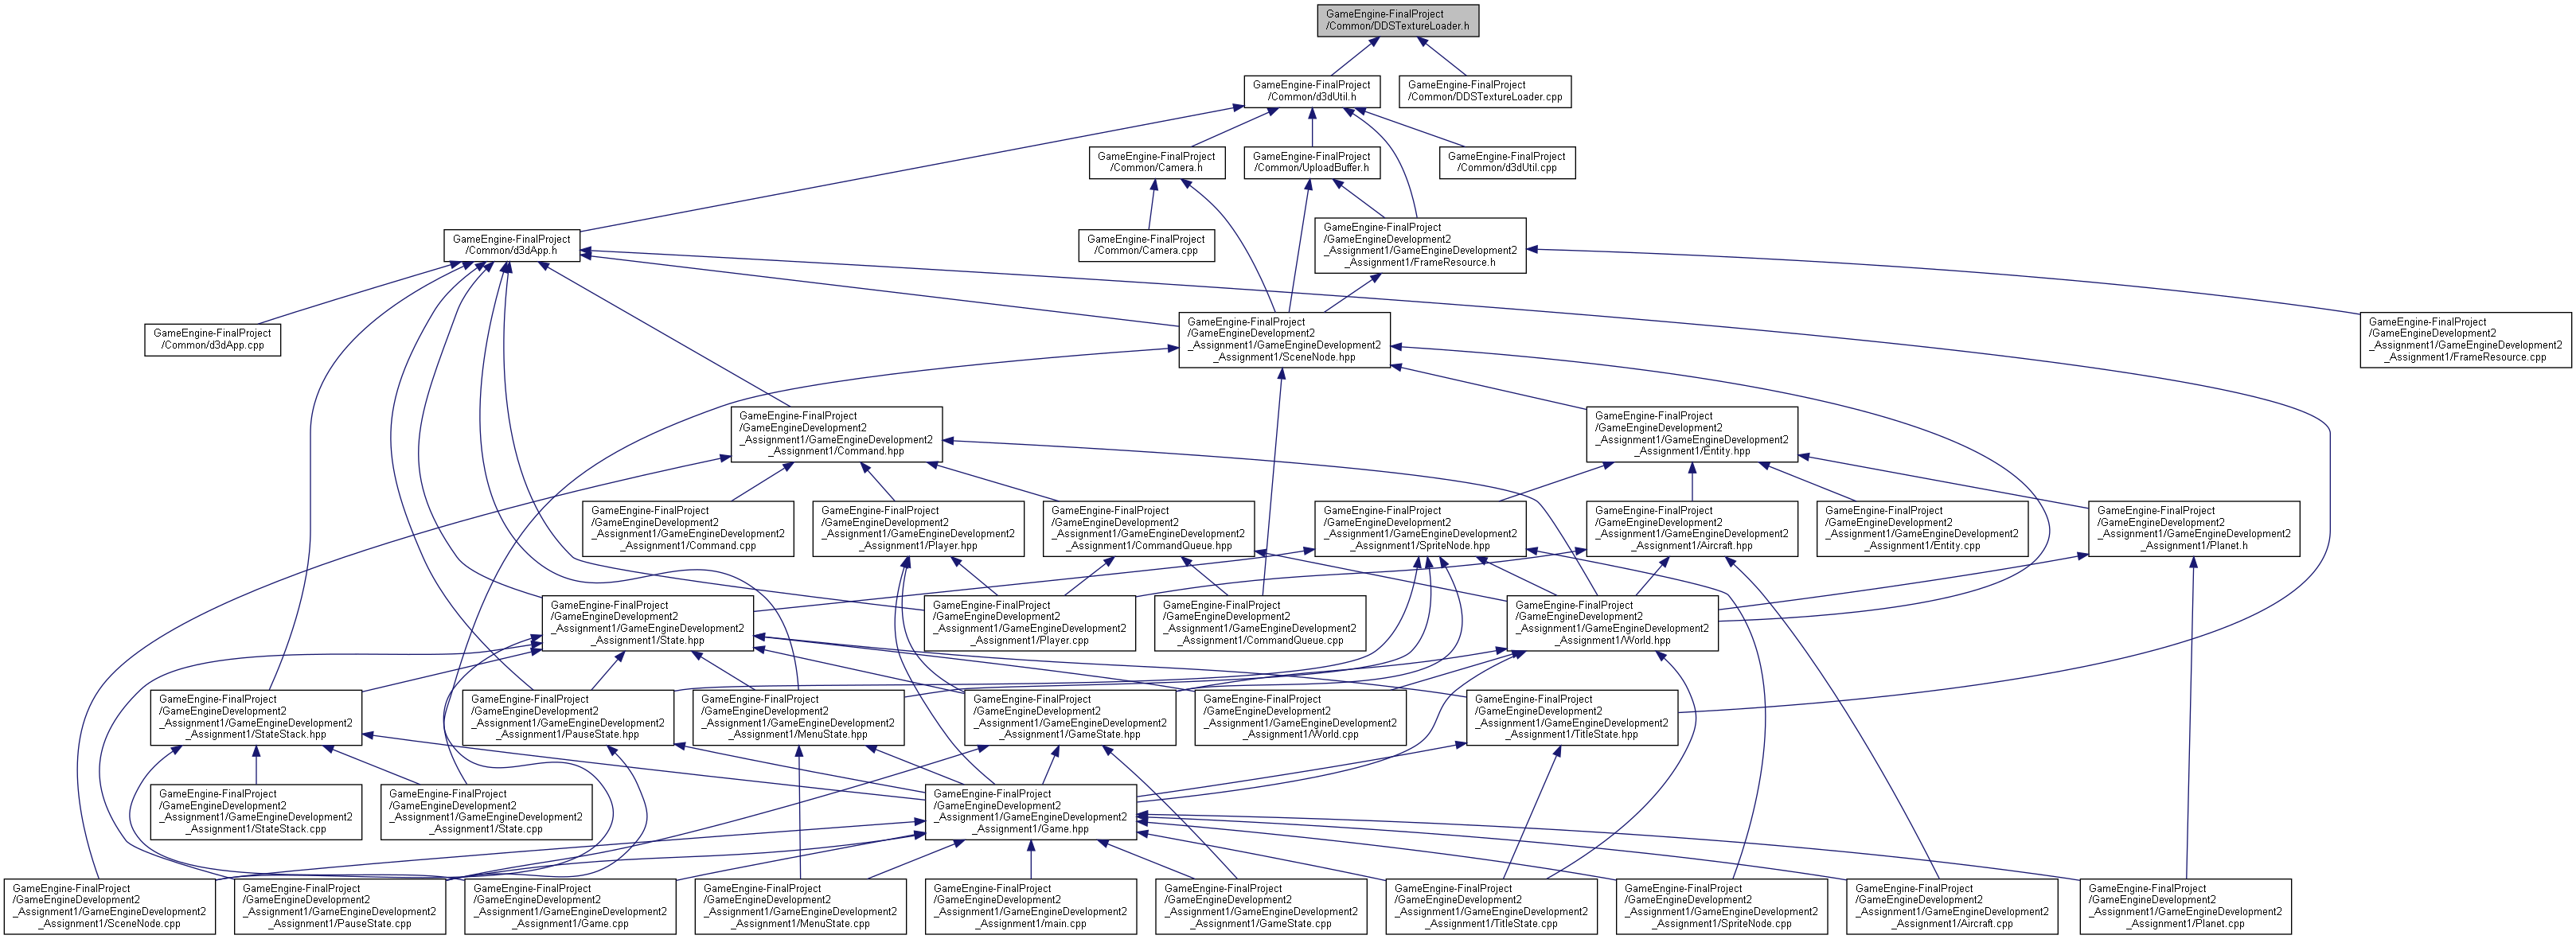 GameEngine-FinalProject
/Common/DDSTextureLoader.h
GameEngine-FinalProject
/Common/d3dUtil.h
GameEngine-FinalProject
/Common/DDSTextureLoader.cpp
GameEngine-FinalProject
/Common/Camera.h
GameEngine-FinalProject
/Common/UploadBuffer.h
GameEngine-FinalProject
/Common/d3dUtil.cpp
GameEngine-FinalProject
/Common/d3dApp.h
GameEngine-FinalProject
/Common/Camera.cpp
GameEngine-FinalProject
/GameEngineDevelopment2
_Assignment1/GameEngineDevelopment2
_Assignment1/FrameResource.h
GameEngine-FinalProject
/Common/d3dApp.cpp
GameEngine-FinalProject
/GameEngineDevelopment2
_Assignment1/GameEngineDevelopment2
_Assignment1/SceneNode.hpp
GameEngine-FinalProject
/GameEngineDevelopment2
_Assignment1/GameEngineDevelopment2
_Assignment1/FrameResource.cpp
GameEngine-FinalProject
/GameEngineDevelopment2
_Assignment1/GameEngineDevelopment2
_Assignment1/Command.hpp
GameEngine-FinalProject
/GameEngineDevelopment2
_Assignment1/GameEngineDevelopment2
_Assignment1/Entity.hpp
GameEngine-FinalProject
/GameEngineDevelopment2
_Assignment1/GameEngineDevelopment2
_Assignment1/Command.cpp
GameEngine-FinalProject
/GameEngineDevelopment2
_Assignment1/GameEngineDevelopment2
_Assignment1/Player.hpp
GameEngine-FinalProject
/GameEngineDevelopment2
_Assignment1/GameEngineDevelopment2
_Assignment1/CommandQueue.hpp
GameEngine-FinalProject
/GameEngineDevelopment2
_Assignment1/GameEngineDevelopment2
_Assignment1/SpriteNode.hpp
GameEngine-FinalProject
/GameEngineDevelopment2
_Assignment1/GameEngineDevelopment2
_Assignment1/Aircraft.hpp
GameEngine-FinalProject
/GameEngineDevelopment2
_Assignment1/GameEngineDevelopment2
_Assignment1/Entity.cpp
GameEngine-FinalProject
/GameEngineDevelopment2
_Assignment1/GameEngineDevelopment2
_Assignment1/Planet.h
GameEngine-FinalProject
/GameEngineDevelopment2
_Assignment1/GameEngineDevelopment2
_Assignment1/State.hpp
GameEngine-FinalProject
/GameEngineDevelopment2
_Assignment1/GameEngineDevelopment2
_Assignment1/Player.cpp
GameEngine-FinalProject
/GameEngineDevelopment2
_Assignment1/GameEngineDevelopment2
_Assignment1/CommandQueue.cpp
GameEngine-FinalProject
/GameEngineDevelopment2
_Assignment1/GameEngineDevelopment2
_Assignment1/World.hpp
GameEngine-FinalProject
/GameEngineDevelopment2
_Assignment1/GameEngineDevelopment2
_Assignment1/StateStack.hpp
GameEngine-FinalProject
/GameEngineDevelopment2
_Assignment1/GameEngineDevelopment2
_Assignment1/PauseState.hpp
GameEngine-FinalProject
/GameEngineDevelopment2
_Assignment1/GameEngineDevelopment2
_Assignment1/MenuState.hpp
GameEngine-FinalProject
/GameEngineDevelopment2
_Assignment1/GameEngineDevelopment2
_Assignment1/GameState.hpp
GameEngine-FinalProject
/GameEngineDevelopment2
_Assignment1/GameEngineDevelopment2
_Assignment1/World.cpp
GameEngine-FinalProject
/GameEngineDevelopment2
_Assignment1/GameEngineDevelopment2
_Assignment1/TitleState.hpp
GameEngine-FinalProject
/GameEngineDevelopment2
_Assignment1/GameEngineDevelopment2
_Assignment1/StateStack.cpp
GameEngine-FinalProject
/GameEngineDevelopment2
_Assignment1/GameEngineDevelopment2
_Assignment1/State.cpp
GameEngine-FinalProject
/GameEngineDevelopment2
_Assignment1/GameEngineDevelopment2
_Assignment1/Game.hpp
GameEngine-FinalProject
/GameEngineDevelopment2
_Assignment1/GameEngineDevelopment2
_Assignment1/SceneNode.cpp
GameEngine-FinalProject
/GameEngineDevelopment2
_Assignment1/GameEngineDevelopment2
_Assignment1/PauseState.cpp
GameEngine-FinalProject
/GameEngineDevelopment2
_Assignment1/GameEngineDevelopment2
_Assignment1/Game.cpp
GameEngine-FinalProject
/GameEngineDevelopment2
_Assignment1/GameEngineDevelopment2
_Assignment1/MenuState.cpp
GameEngine-FinalProject
/GameEngineDevelopment2
_Assignment1/GameEngineDevelopment2
_Assignment1/main.cpp
GameEngine-FinalProject
/GameEngineDevelopment2
_Assignment1/GameEngineDevelopment2
_Assignment1/GameState.cpp
GameEngine-FinalProject
/GameEngineDevelopment2
_Assignment1/GameEngineDevelopment2
_Assignment1/TitleState.cpp
GameEngine-FinalProject
/GameEngineDevelopment2
_Assignment1/GameEngineDevelopment2
_Assignment1/SpriteNode.cpp
GameEngine-FinalProject
/GameEngineDevelopment2
_Assignment1/GameEngineDevelopment2
_Assignment1/Aircraft.cpp
GameEngine-FinalProject
/GameEngineDevelopment2
_Assignment1/GameEngineDevelopment2
_Assignment1/Planet.cpp